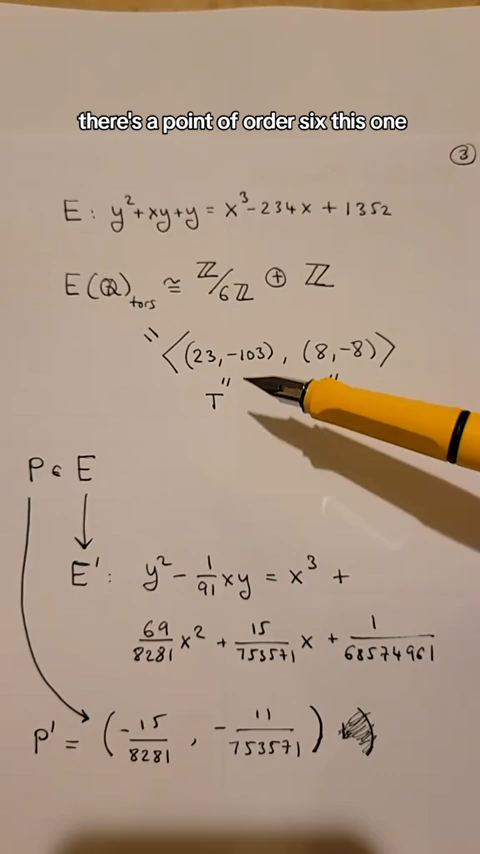 there's a point of order six this one
3
E: y²+xy+y = x³-234x+1352
E(Q)tors ≅ ℤ/6ℤ ⊕ ℤ
" ⟨(23,-103), (8,-8)⟩
" "
T
P ∈ E
E': y² - 1/91 xy = x³ +
69/8281 x² + 15/753571 x + 1/68574961
P' = (-15/8281, -11/753571)